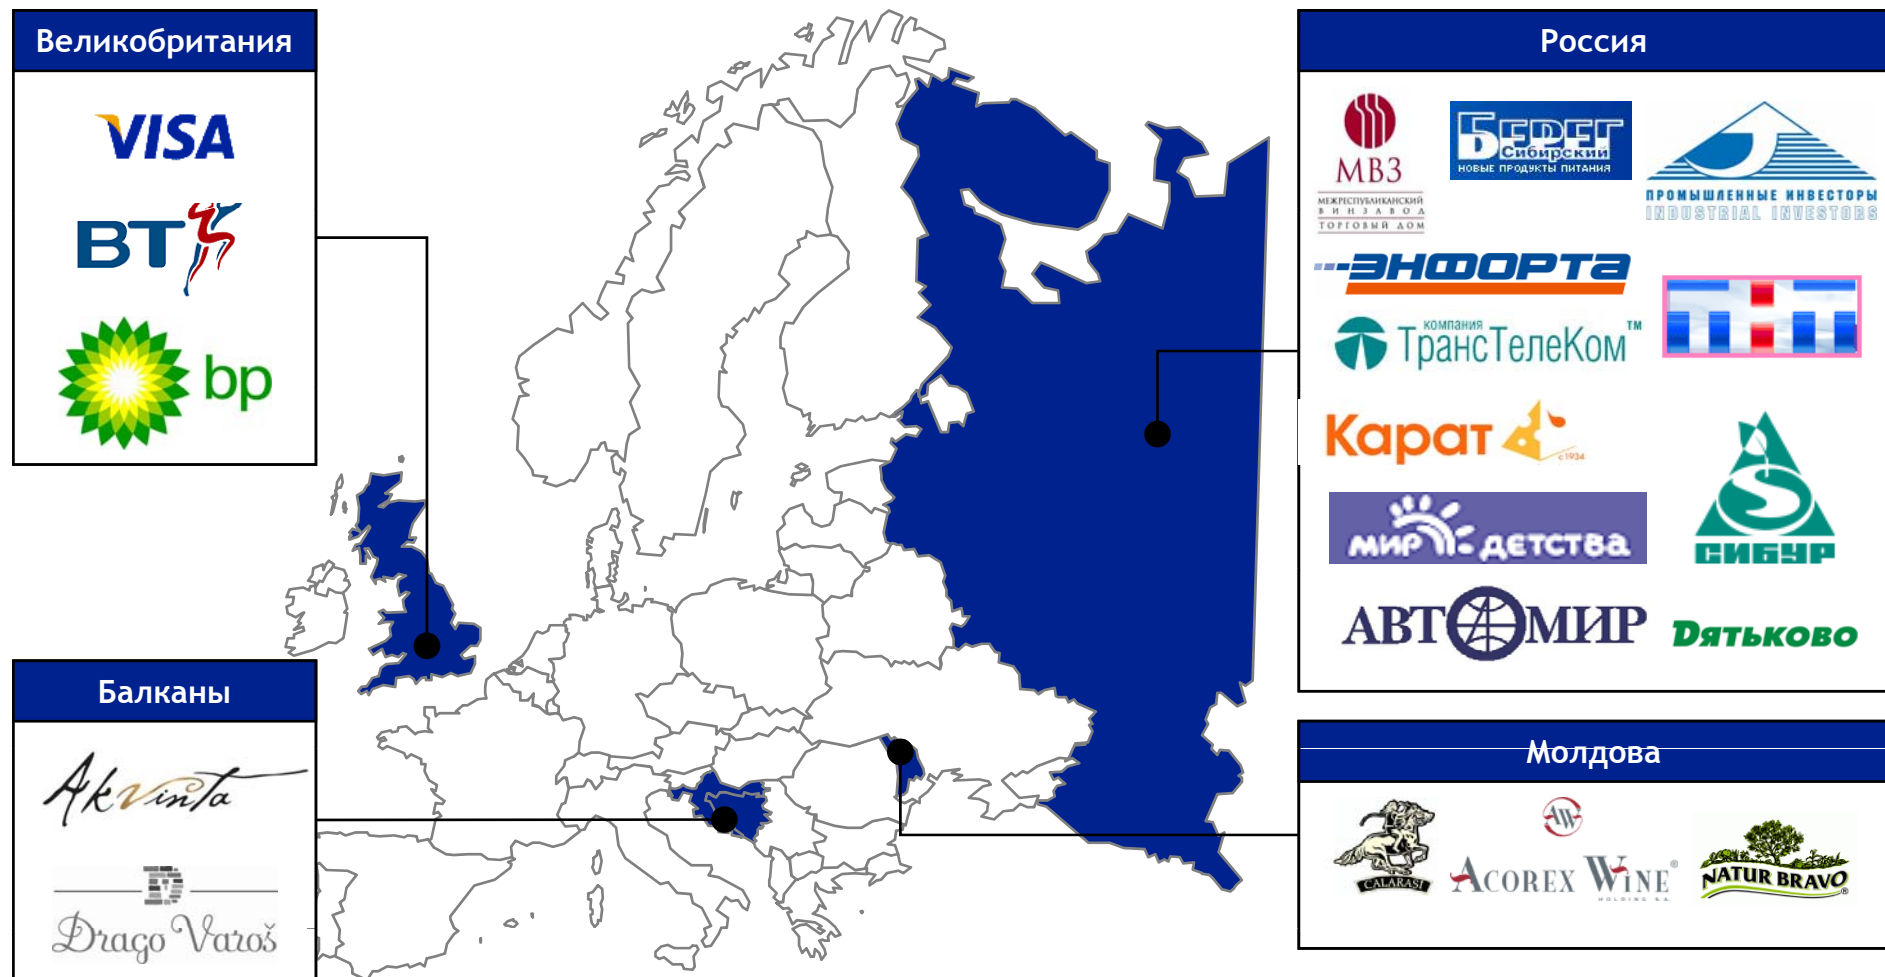 Великобритания
VISA
BT
bp
Балканы
Akvinta
D
Drago Varoš
Россия
МВЗ
МЕЖРЕСПУБЛИКАНСКИЙ
ВИНЗАВОД
ТОРГОВЫЙ ДОМ
БЕРЕГ
Сибирский
НОВЫЕ ПРОДУКТЫ ПИТАНИЯ
ПРОМЫШЛЕННЫЕ ИНВЕСТОРЫ
INDUSTRIAL INVESTORS
ЭНФОРТА
КОМПАНИЯ
ТрансТелеКом™
Карат
с 1934
СИБУР
мир детства
АВТОМИР
Дятьково
Молдова
CALARASI
AW
ACOREX WINE®
HOLDING S.A.
NATUR BRAVO®